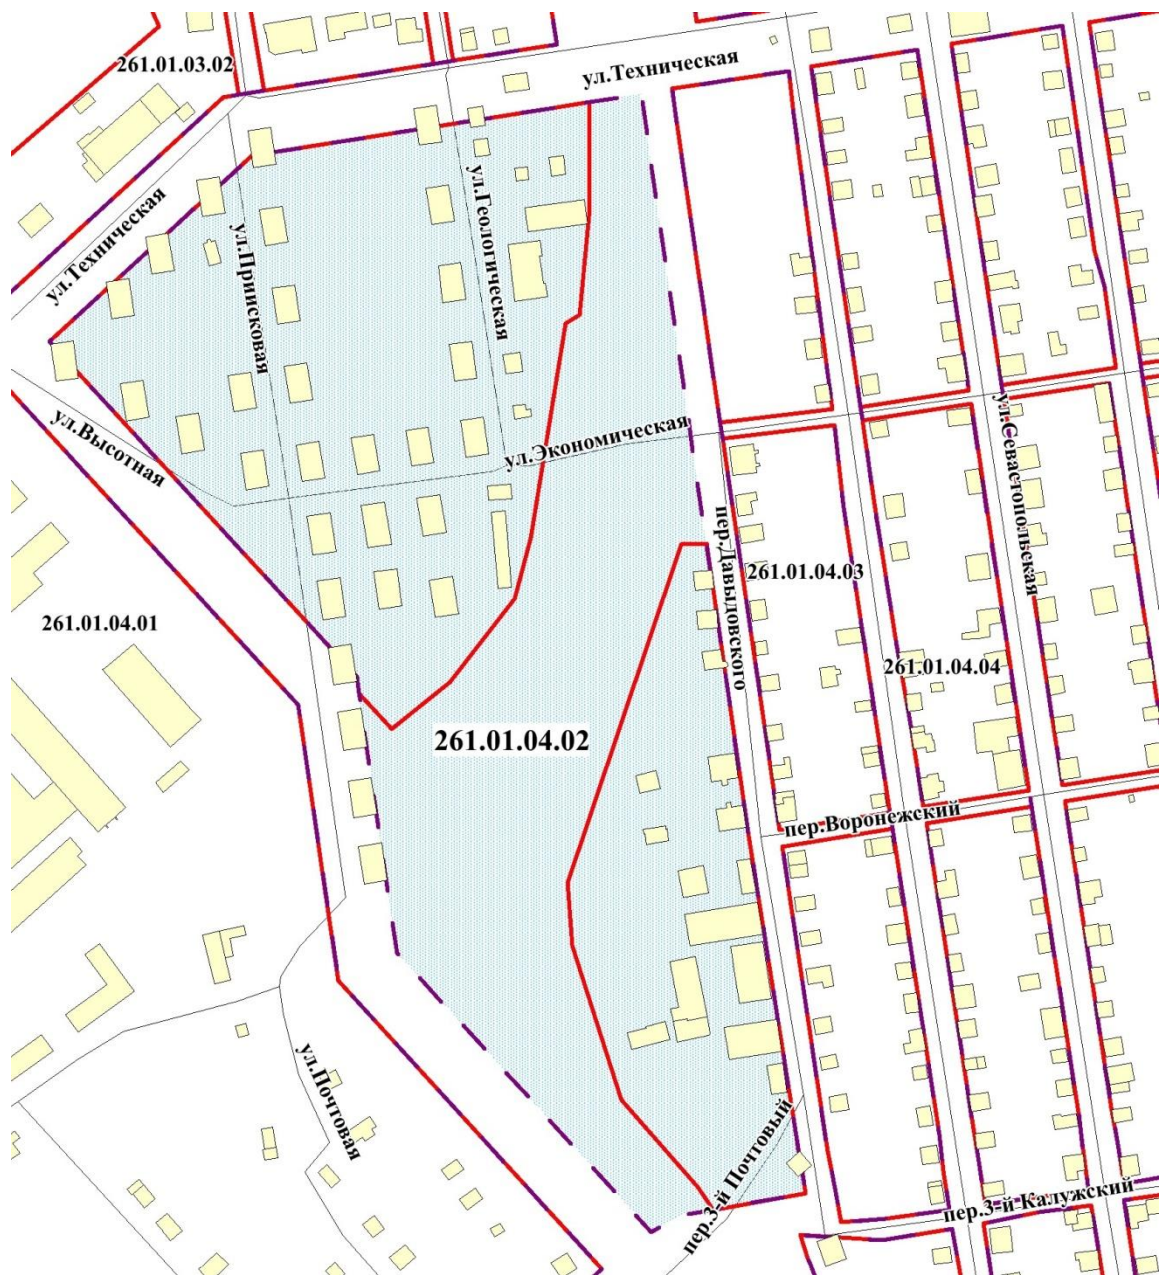 261.01.03.02
ул.Техническая
ул.Техническая
ул.Приисковая
ул.Геологическая
ул.Высотная
ул.Экономическая
ул.Севастопольская
пер.Давыдовского
261.01.04.03
261.01.04.01
261.01.04.04
261.01.04.02
пер.Воронежский
ул.Почтовая
пер.3-й Почтовый
пер.3-й Калужский